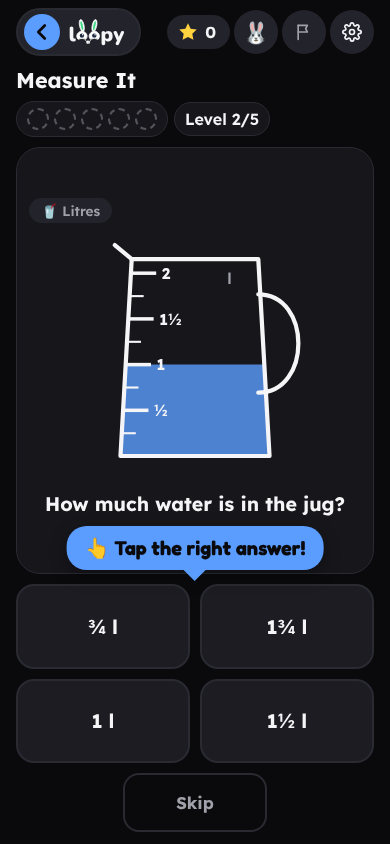 loopy
0
Measure It
Level 2/5
Litres
2
l
1½
1
½
How much water is in the jug?
Tap the right answer!
¾ l
1¾ l
1 l
1½ l
Skip